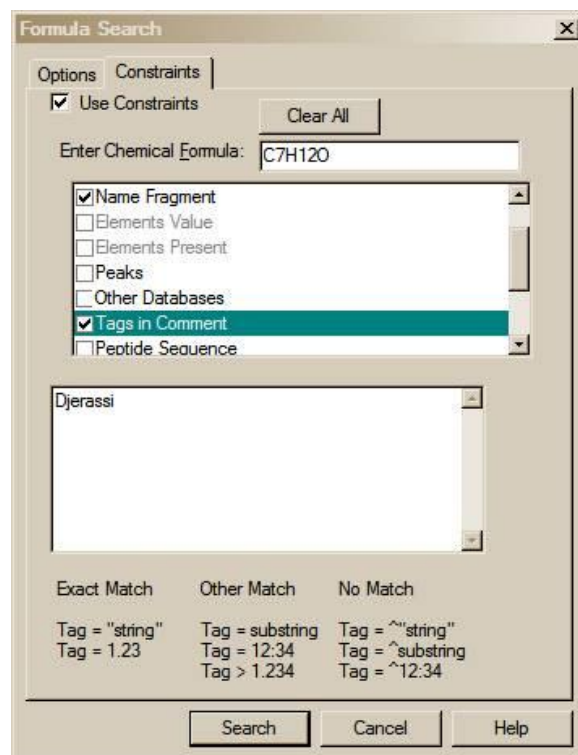 Formula Search
Options Constraints
Use Constraints
Clear All
Enter Chemical Formula: C7H12O
Name Fragment
Elements Value
Elements Present
Peaks
Other Databases
Tags in Comment
Peptide Sequence
Djerassi
Exact Match Other Match No Match
Tag = "string" Tag = substring Tag = ^"string"
Tag = 1.23 Tag = 12:34 Tag = ^substring
Tag > 1.234 Tag = ^12:34
Search Cancel Help